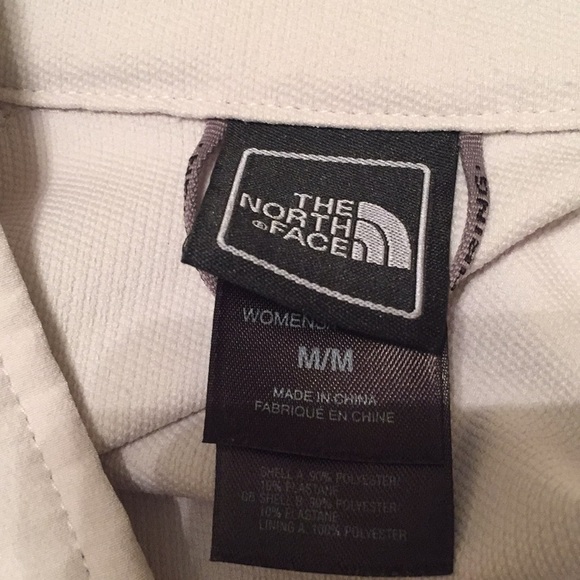 THE
NORTH
FACE
WOMENS
M/M
MADE IN CHINA
FABRIQUÉ EN CHINE
SHELL A 90% POLYESTER/
10% ELASTANE
GB SHELL B 90% POLYESTER
10% ELASTANE
LINING A 100% POLYESTER